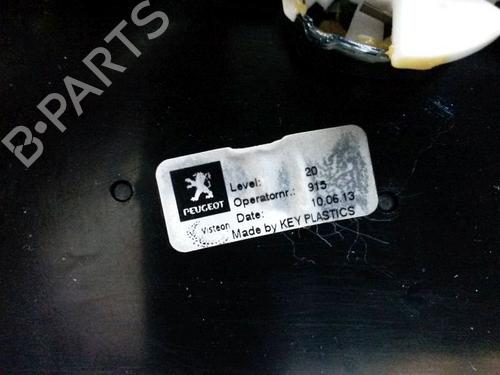 B-PARTS
PEUGEOT
Visteon
Level: 20
Operatornr.: 915
Date: 10.06.13
Made by KEY PLASTICS